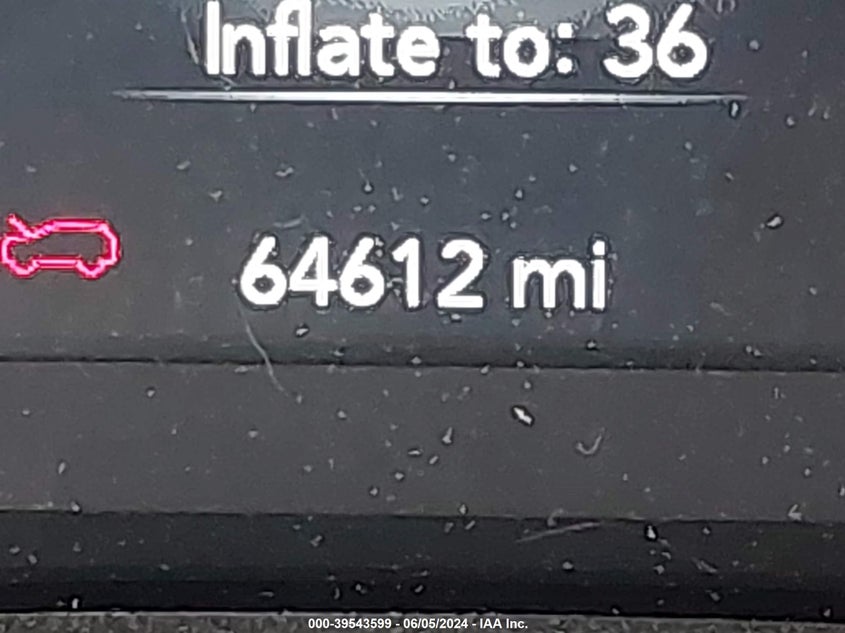 Inflate to: 36
64612 mi
000-39543599 - 06/05/2024 - IAA Inc.